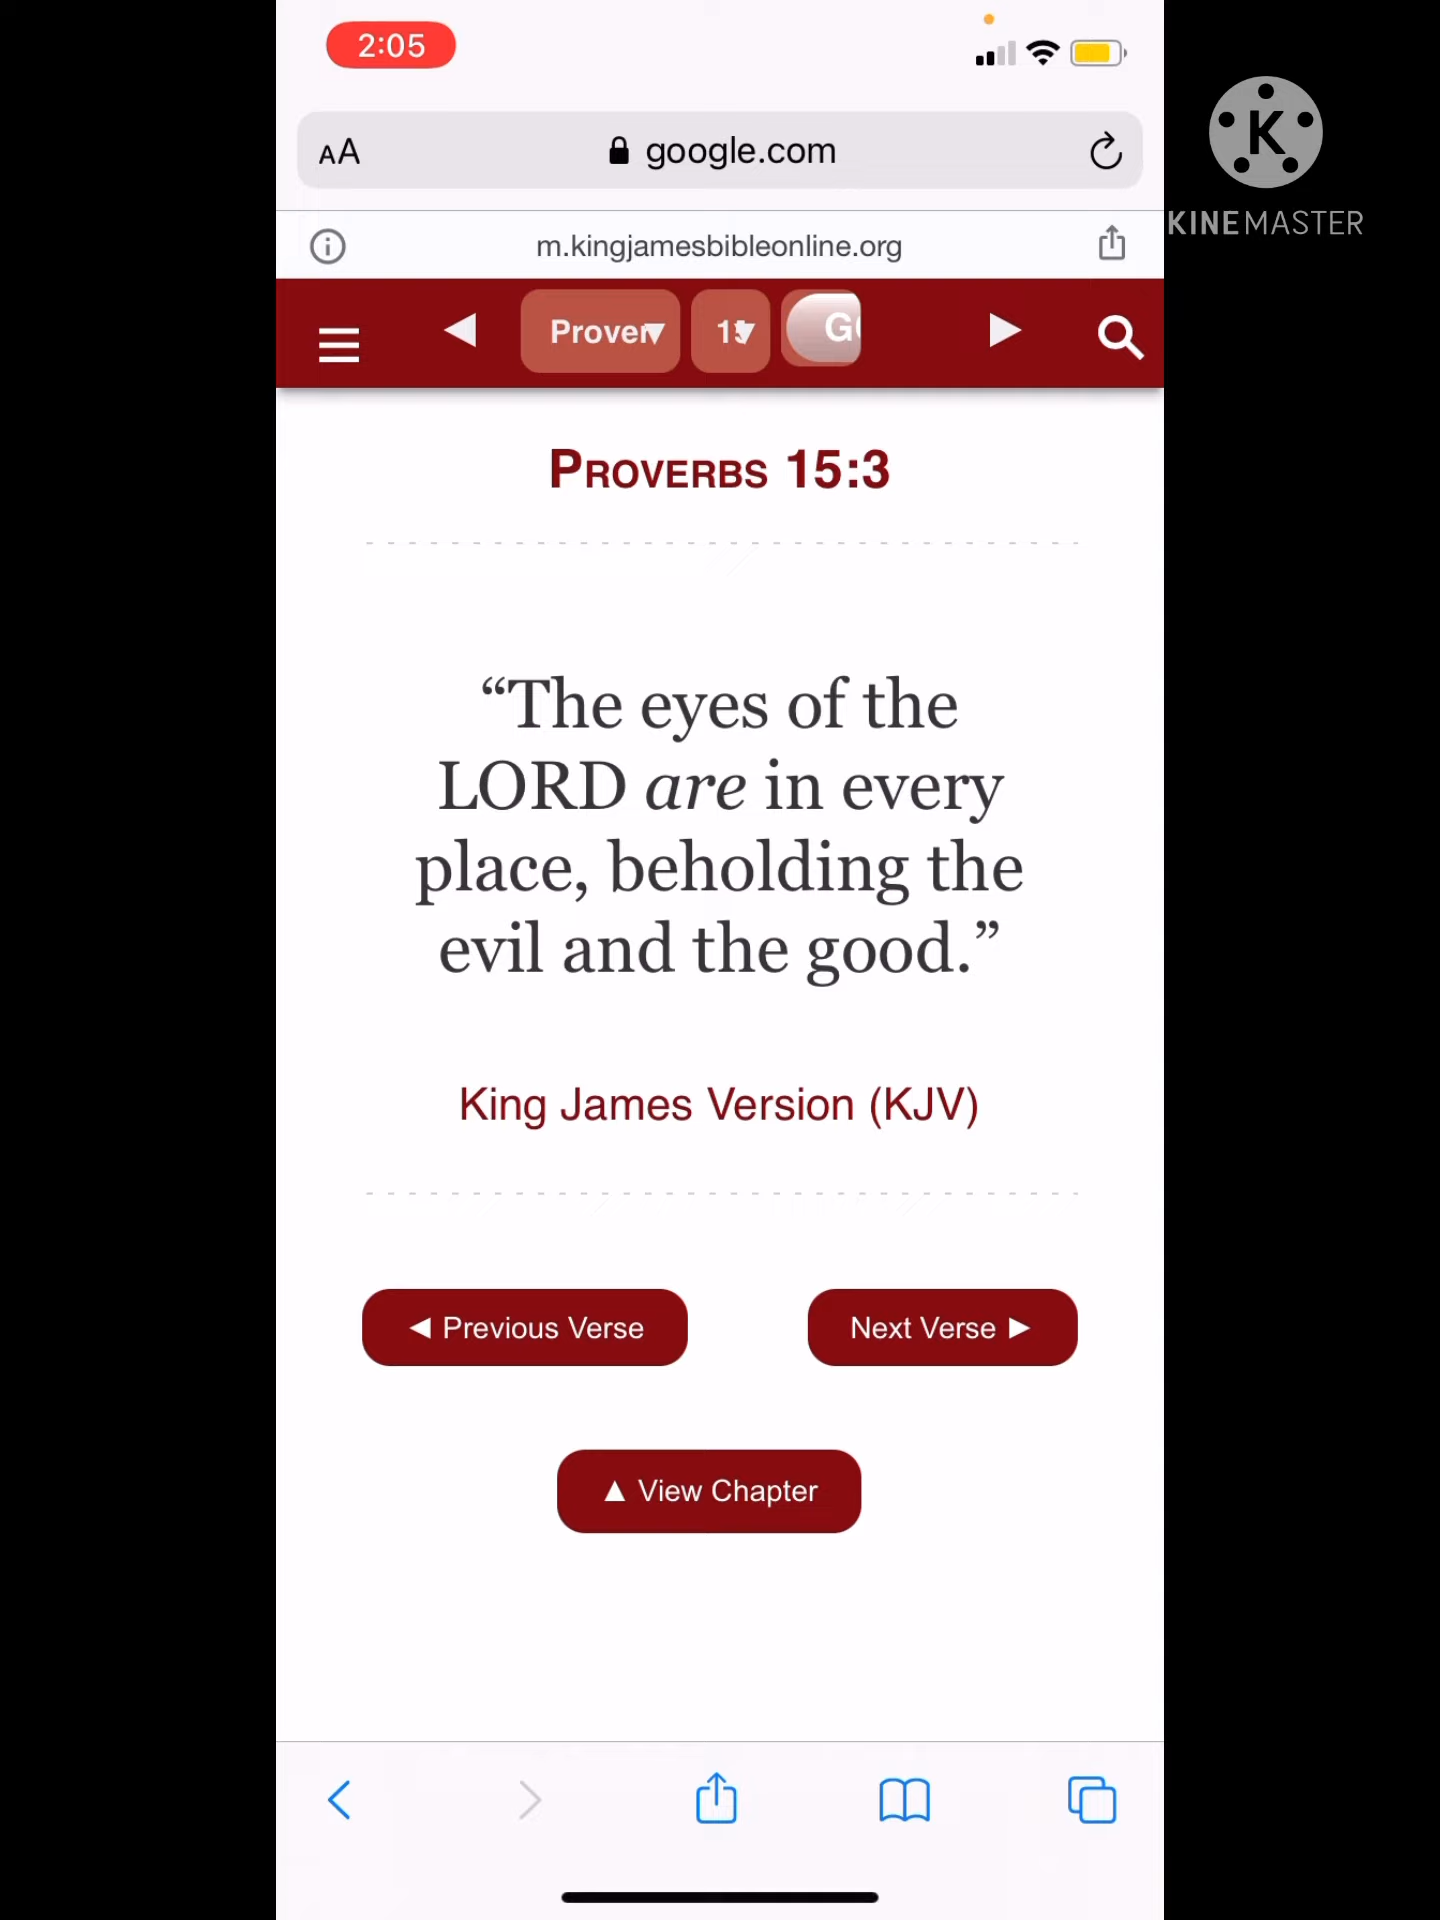 2:05
AA google.com
K
KINEMASTER
m.kingjamesbibleonline.org
PROVERBS 15:3
“The eyes of the
LORD are in every
place, beholding the
evil and the good.”
King James Version (KJV)
◀ Previous Verse
Next Verse ▶
▲ View Chapter